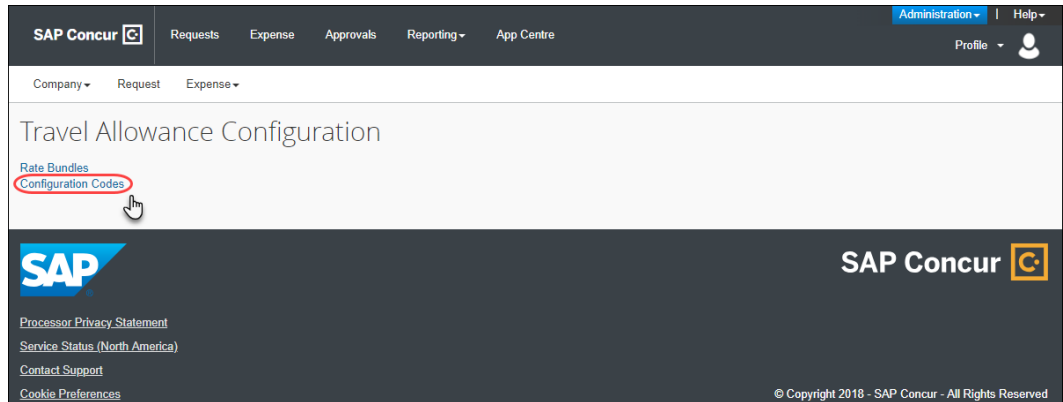 Administration | Help
SAP Concur C Requests Expense Approvals Reporting App Centre
Profile
Company Request Expense
Travel Allowance Configuration
Rate Bundles
Configuration Codes
SAP
SAP Concur C
Processor Privacy Statement
Service Status (North America)
Contact Support
Cookie Preferences
© Copyright 2018 - SAP Concur - All Rights Reserved